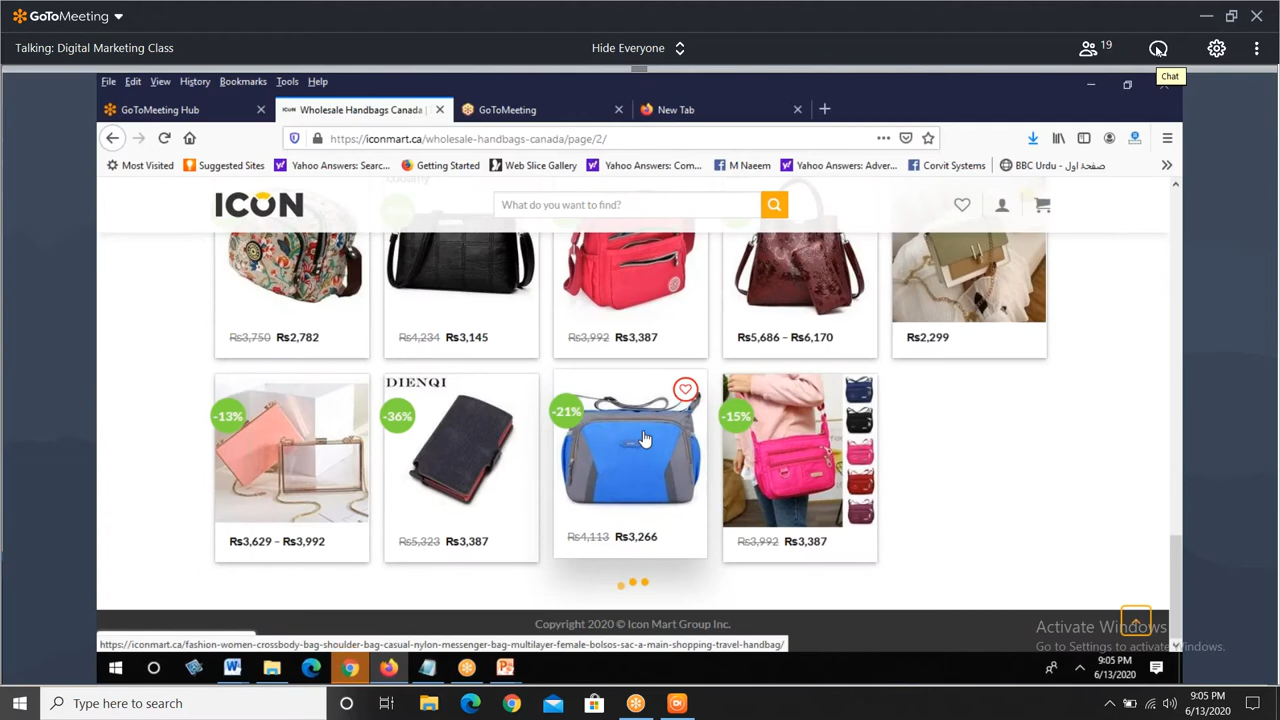 GoToMeeting
Talking: Digital Marketing Class
Hide Everyone
19
Chat
File Edit View History Bookmarks Tools Help
GoToMeeting Hub
ICON Wholesale Handbags Canada |
GoToMeeting
New Tab
https://iconmart.ca/wholesale-handbags-canada/page/2/
Most Visited
Suggested Sites
Yahoo Answers: Searc...
Getting Started
Web Slice Gallery
Yahoo Answers: Com...
M Naeem
Yahoo Answers: Adver...
Corvit Systems
BBC Urdu - صفحۂ اول
ICON
What do you want to find?
Rs3,750 Rs2,782
Rs4,234 Rs3,145
Rs3,992 Rs3,387
Rs5,686 – Rs6,170
Rs2,299
-13%
DIENQI
-36%
-21%
-15%
Rs3,629 – Rs3,992
Rs5,323 Rs3,387
Rs4,113 Rs3,266
Rs3,992 Rs3,387
Copyright 2020 © Icon Mart Group Inc.
Activate Windows
Go to Settings to activate Windows.
https://iconmart.ca/fashion-women-crossbody-bag-shoulder-bag-casual-nylon-messenger-bag-multilayer-female-bolsos-sac-a-main-shopping-travel-handbag/
9:05 PM
6/13/2020
Type here to search
9:05 PM
6/13/2020